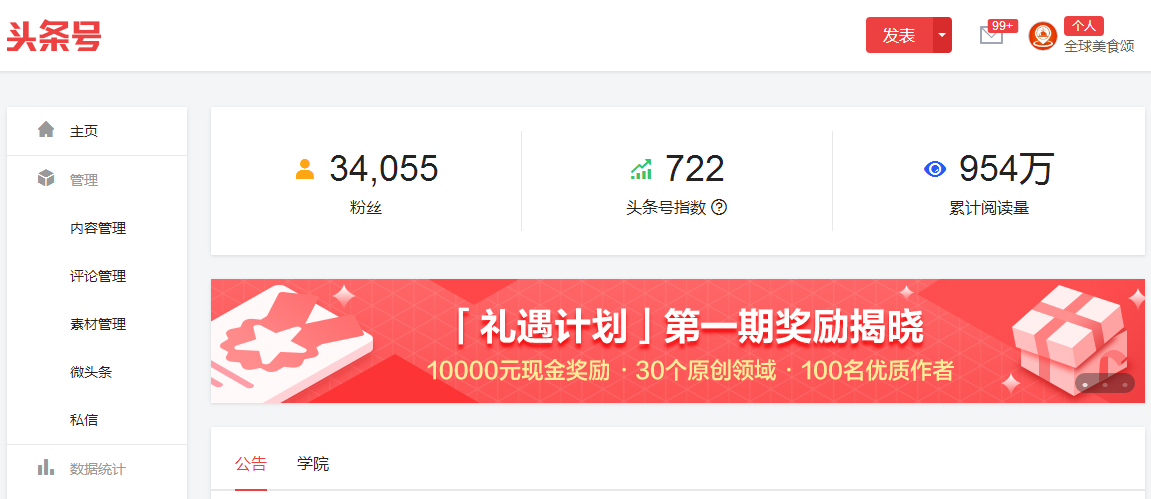 头条号
发表
99+
个人
全球美食颂
主页
管理
内容管理
评论管理
素材管理
微头条
私信
数据统计
34,055
粉丝
722
头条号指数 ?
954万
累计阅读量
「礼遇计划」第一期奖励揭晓
10000元现金奖励 · 30个原创领域 · 100名优质作者
公告 学院